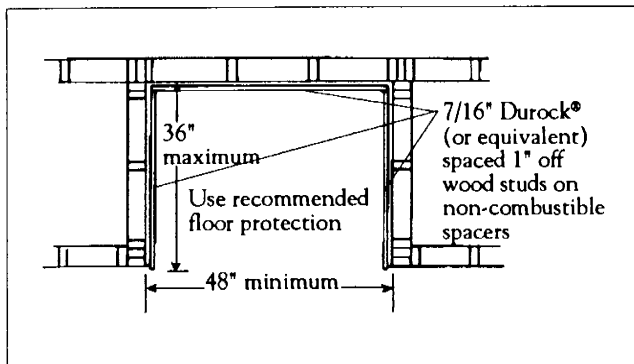 36"
maximum
Use recommended
floor protection
48" minimum
7/16" Durock®
(or equivalent)
spaced 1" off
wood studs on
non-combustible
spacers